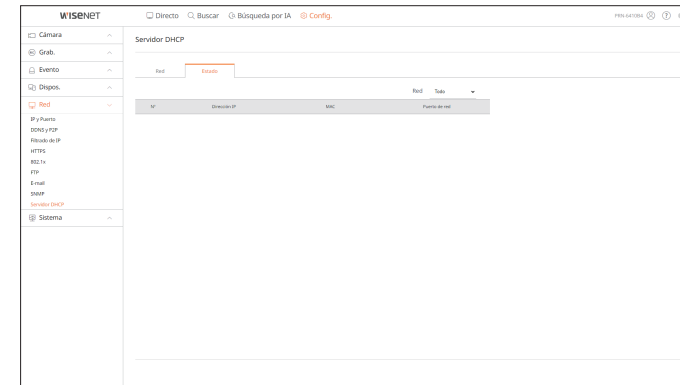 WISENET
Directo Buscar Búsqueda por IA Config.
PRN-6410B4
Cámara
Grab.
Evento
Dispos.
Red
IP y Puerto
DDNS y P2P
Filtrado de IP
HTTPS
802.1x
FTP
E-mail
SNMP
Servidor DHCP
Sistema
Servidor DHCP
Red Estado
Red Todo
Nº Dirección IP MAC Puerto de red